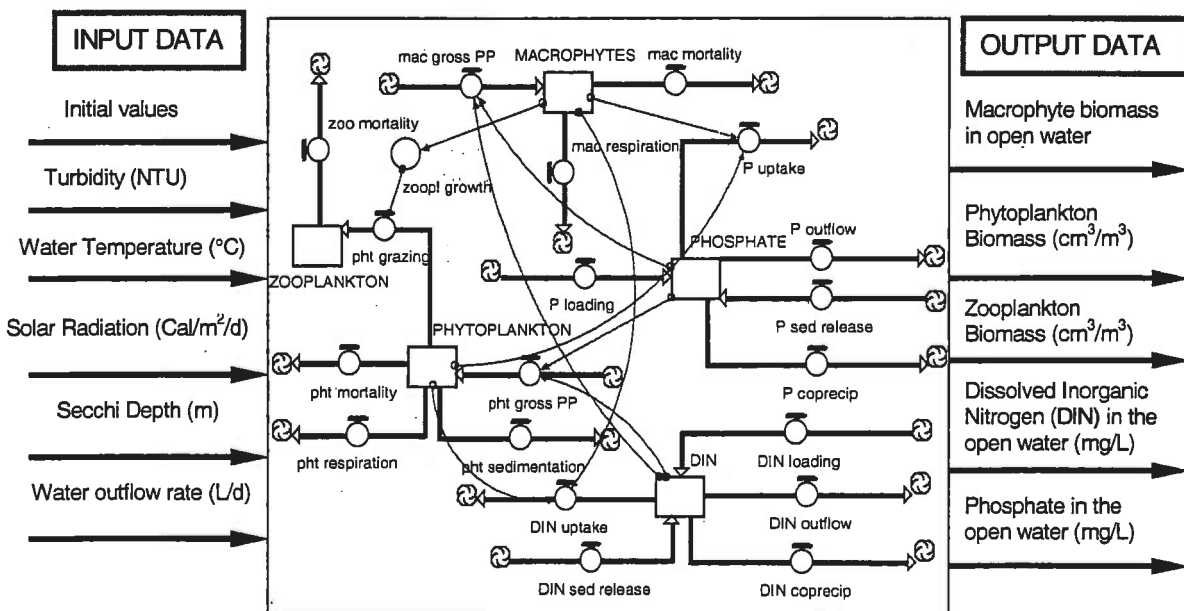 INPUT DATA
Initial values
Turbidity (NTU)
Water Temperature (°C)
Solar Radiation (Cal/m²/d)
Secchi Depth (m)
Water outflow rate (L/d)
mac gross PP
MACROPHYTES
mac mortality
zoo mortality
mac respiration
P uptake
zoopl growth
pht grazing
ZOOPLANKTON
P outflow
PHOSPHATE
P loading
P sed release
PHYTOPLANKTON
P coprecip
pht mortality
pht gross PP
pht respiration
pht sedimentation
DIN
DIN loading
DIN uptake
DIN outflow
DIN sed release
DIN coprecip
OUTPUT DATA
Macrophyte biomass
in open water
Phytoplankton
Biomass (cm³/m³)
Zooplankton
Biomass (cm³/m³)
Dissolved Inorganic
Nitrogen (DIN) in the
open water (mg/L)
Phosphate in the
open water (mg/L)